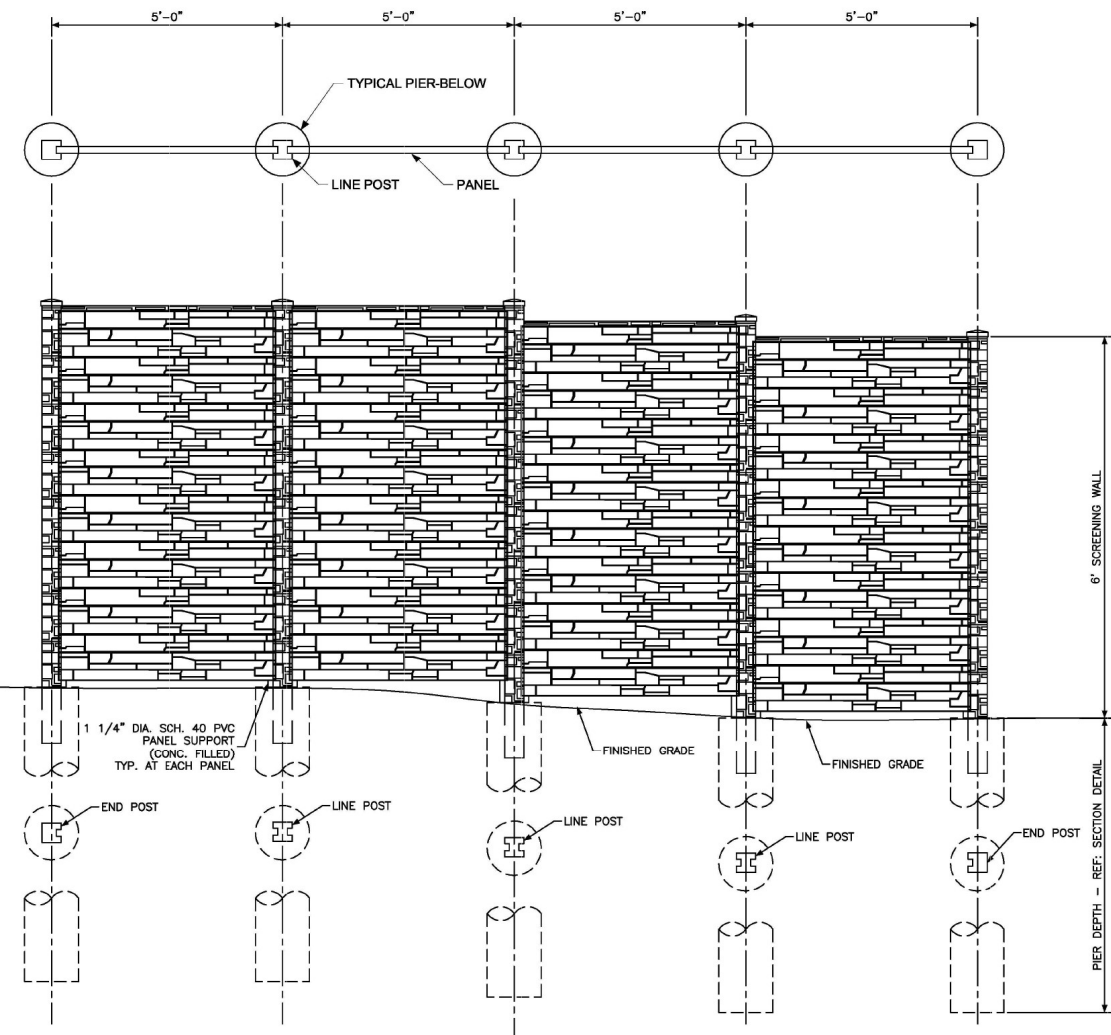 5'-0" 5'-0" 5'-0" 5'-0"
TYPICAL PIER-BELOW
LINE POST
PANEL
6' SCREENING WALL
1 1/4" DIA. SCH. 40 PVC
PANEL SUPPORT
(CONC. FILLED)
TYP. AT EACH PANEL
FINISHED GRADE
FINISHED GRADE
END POST
LINE POST
LINE POST
LINE POST
END POST
PIER DEPTH - REF: SECTION DETAIL